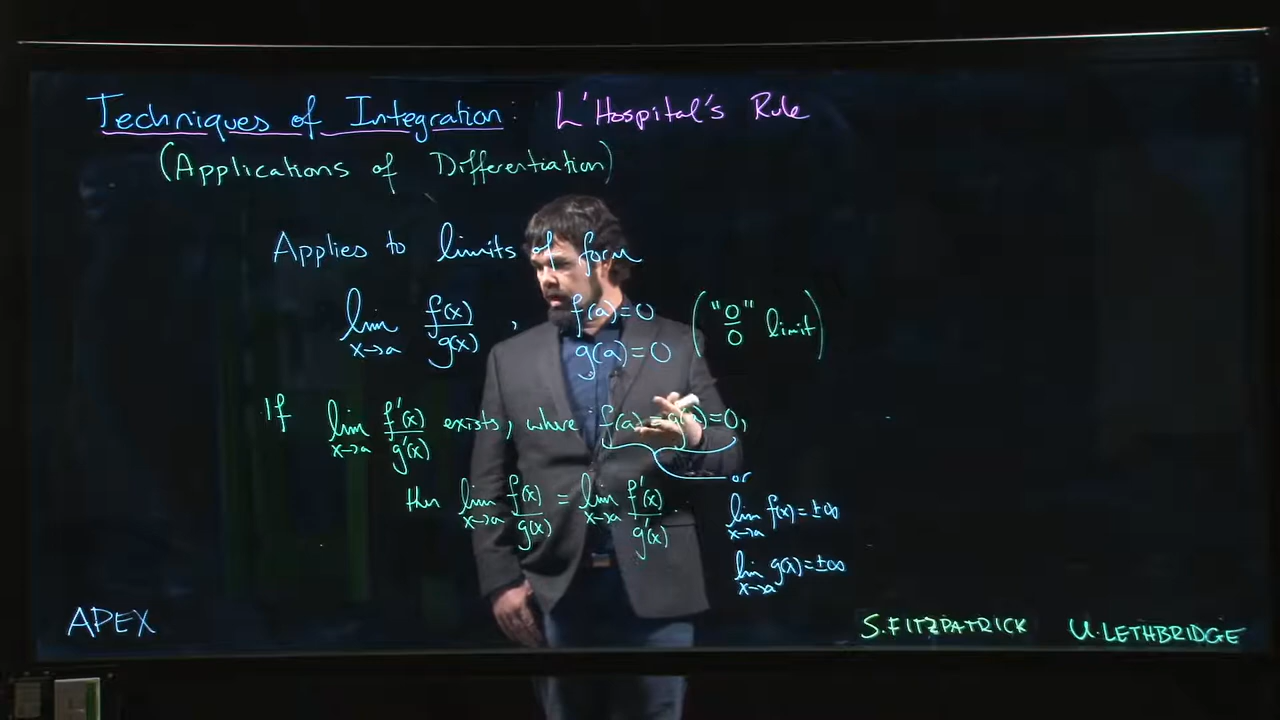 Techniques of Integration: L'Hospital's Rule
(Applications of Differentiation)
Applies to limits of form
lim x→a f(x)/g(x), f(a)=0 g(a)=0 ("0/0" limit)
If lim x→a f'(x)/g'(x) exists, where f(a)=g(a)=0,
or
then lim x→a f(x)/g(x) = lim x→a f'(x)/g'(x).
lim x→a f(x)=±∞
lim x→a g(x)=±∞
APEX
S. FITZPATRICK U. LETHBRIDGE